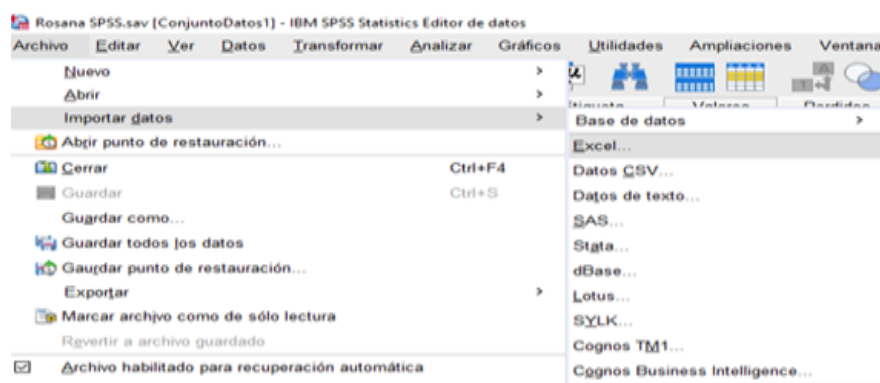 Rosana SPSS.sav [ConjuntoDatos1] - IBM SPSS Statistics Editor de datos
Archivo Editar Ver Datos Transformar Analizar Gráficos Utilidades Ampliaciones Ventana
Nuevo >
Abrir >
Importar datos >
Abrir punto de restauración...
Cerrar Ctrl+F4
Guardar Ctrl+S
Guardar como...
Guardar todos los datos
Gaurdar punto de restauración...
Exportar >
Marcar archivo como de sólo lectura
Revertir a archivo guardado
Archivo habilitado para recuperación automática
Base de datos >
Excel...
Datos CSV...
Datos de texto...
SAS...
Stata...
dBase...
Lotus...
SYLK...
Cognos TM1...
Cognos Business Intelligence...